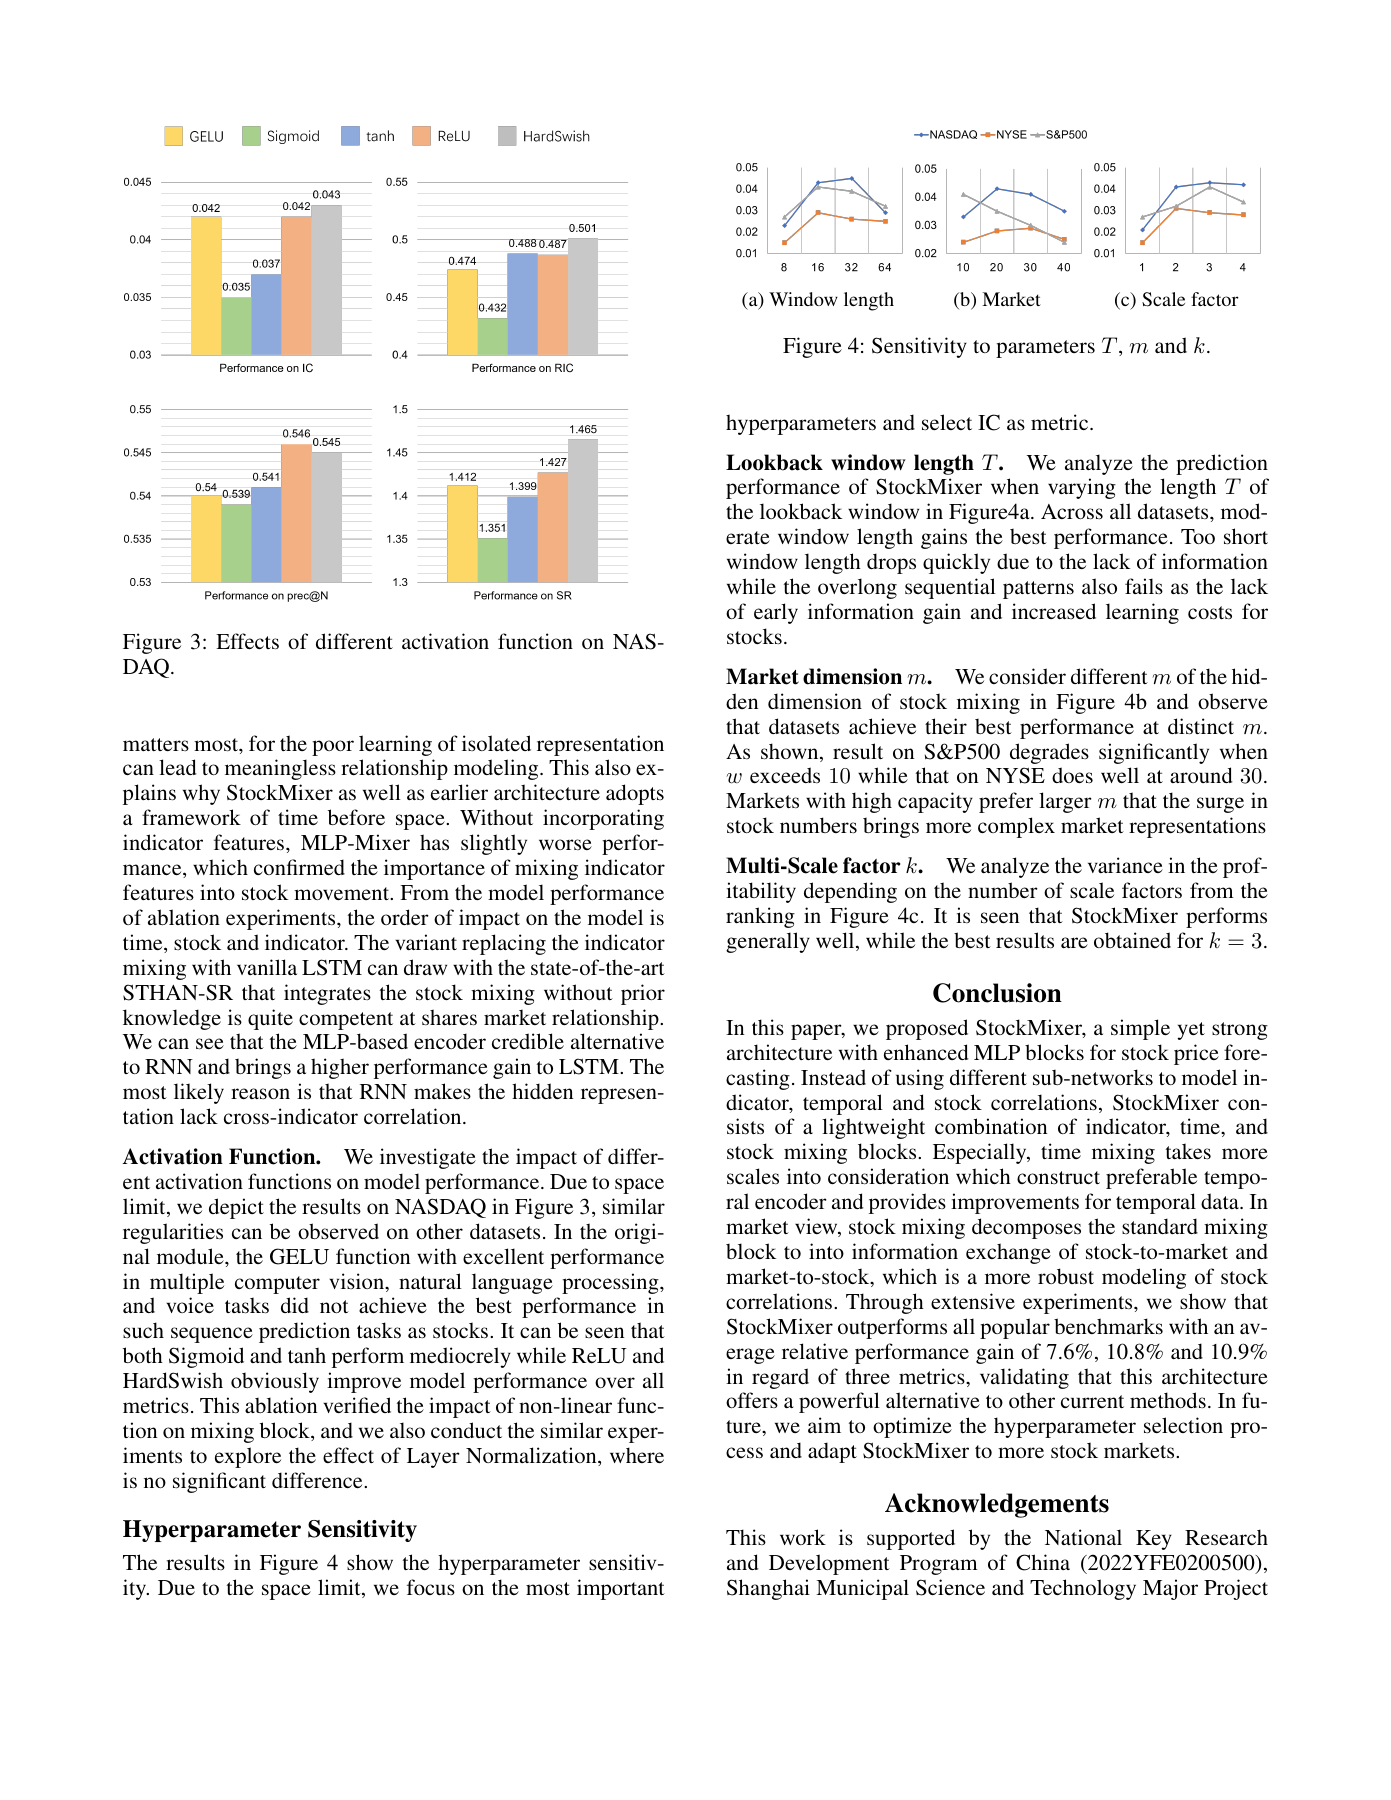 GELU Sigmoid tanh ReLU HardSwish
0.045
0.04
0.035
0.03
0.042
0.035
0.037
0.042
0.043
Performance on IC
0.55
0.5
0.45
0.4
0.474
0.432
0.488
0.487
0.501
Performance on RIC
0.55
0.545
0.54
0.535
0.53
0.54
0.539
0.541
0.546
0.545
Performance on prec@N
1.5
1.45
1.4
1.35
1.3
1.412
1.351
1.399
1.427
1.465
Performance on SR
Figure 3: Effects of different activation function on NAS-
DAQ.
matters most, for the poor learning of isolated representation
can lead to meaningless relationship modeling. This also ex-
plains why StockMixer as well as earlier architecture adopts
a framework of time before space. Without incorporating
indicator features, MLP-Mixer has slightly worse perfor-
mance, which confirmed the importance of mixing indicator
features into stock movement. From the model performance
of ablation experiments, the order of impact on the model is
time, stock and indicator. The variant replacing the indicator
mixing with vanilla LSTM can draw with the state-of-the-art
STHAN-SR that integrates the stock mixing without prior
knowledge is quite competent at shares market relationship.
We can see that the MLP-based encoder credible alternative
to RNN and brings a higher performance gain to LSTM. The
most likely reason is that RNN makes the hidden represen-
tation lack cross-indicator correlation.
Activation Function. We investigate the impact of differ-
ent activation functions on model performance. Due to space
limit, we depict the results on NASDAQ in Figure 3, similar
regularities can be observed on other datasets. In the origi-
nal module, the GELU function with excellent performance
in multiple computer vision, natural language processing,
and voice tasks did not achieve the best performance in
such sequence prediction tasks as stocks. It can be seen that
both Sigmoid and tanh perform mediocrely while ReLU and
HardSwish obviously improve model performance over all
metrics. This ablation verified the impact of non-linear func-
tion on mixing block, and we also conduct the similar exper-
iments to explore the effect of Layer Normalization, where
is no significant difference.
Hyperparameter Sensitivity
The results in Figure 4 show the hyperparameter sensitiv-
ity. Due to the space limit, we focus on the most important
NASDAQ NYSE S&P500
0.05
0.04
0.03
0.02
0.01
8 16 32 64
(a) Window length
0.05
0.04
0.03
0.02
10 20 30 40
(b) Market
0.05
0.04
0.03
0.02
0.01
1 2 3 4
(c) Scale factor
Figure 4: Sensitivity to parameters T, m and k.
hyperparameters and select IC as metric.
Lookback window length T. We analyze the prediction
performance of StockMixer when varying the length T of
the lookback window in Figure4a. Across all datasets, mod-
erate window length gains the best performance. Too short
window length drops quickly due to the lack of information
while the overlong sequential patterns also fails as the lack
of early information gain and increased learning costs for
stocks.
Market dimension m. We consider different m of the hid-
den dimension of stock mixing in Figure 4b and observe
that datasets achieve their best performance at distinct m.
As shown, result on S&P500 degrades significantly when
w exceeds 10 while that on NYSE does well at around 30.
Markets with high capacity prefer larger m that the surge in
stock numbers brings more complex market representations
Multi-Scale factor k. We analyze the variance in the prof-
itability depending on the number of scale factors from the
ranking in Figure 4c. It is seen that StockMixer performs
generally well, while the best results are obtained for k = 3.
Conclusion
In this paper, we proposed StockMixer, a simple yet strong
architecture with enhanced MLP blocks for stock price fore-
casting. Instead of using different sub-networks to model in-
dicator, temporal and stock correlations, StockMixer con-
sists of a lightweight combination of indicator, time, and
stock mixing blocks. Especially, time mixing takes more
scales into consideration which construct preferable tempo-
ral encoder and provides improvements for temporal data. In
market view, stock mixing decomposes the standard mixing
block to into information exchange of stock-to-market and
market-to-stock, which is a more robust modeling of stock
correlations. Through extensive experiments, we show that
StockMixer outperforms all popular benchmarks with an av-
erage relative performance gain of 7.6%, 10.8% and 10.9%
in regard of three metrics, validating that this architecture
offers a powerful alternative to other current methods. In fu-
ture, we aim to optimize the hyperparameter selection pro-
cess and adapt StockMixer to more stock markets.
Acknowledgements
This work is supported by the National Key Research
and Development Program of China (2022YFE0200500),
Shanghai Municipal Science and Technology Major Project